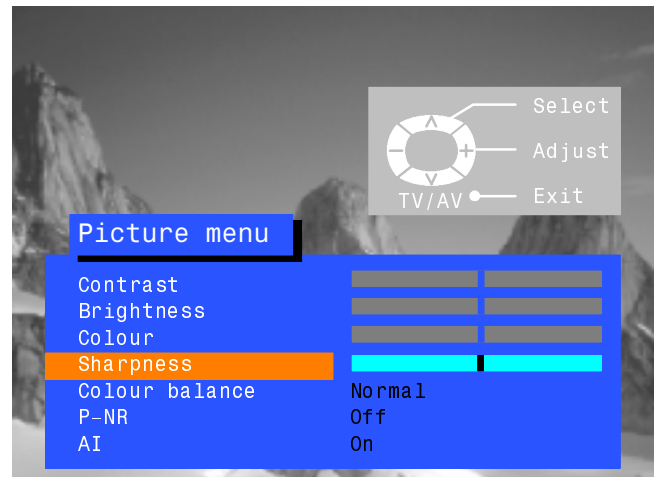 Select
Adjust
TV/AV Exit
Picture menu
Contrast
Brightness
Colour
Sharpness
Colour balance Normal
P-NR Off
AI On